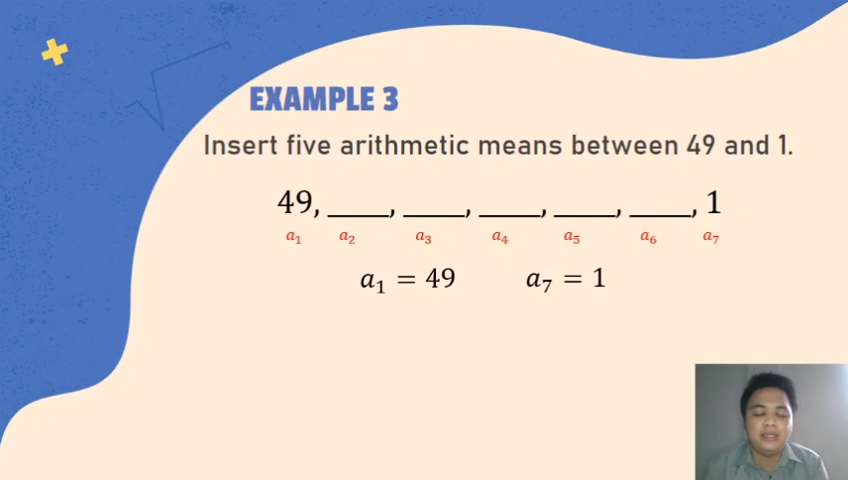 EXAMPLE 3
Insert five arithmetic means between 49 and 1.
49, ____, ____, ____, ____, ____, 1
a₁ a₂ a₃ a₄ a₅ a₆ a₇
a₁ = 49 a₇ = 1